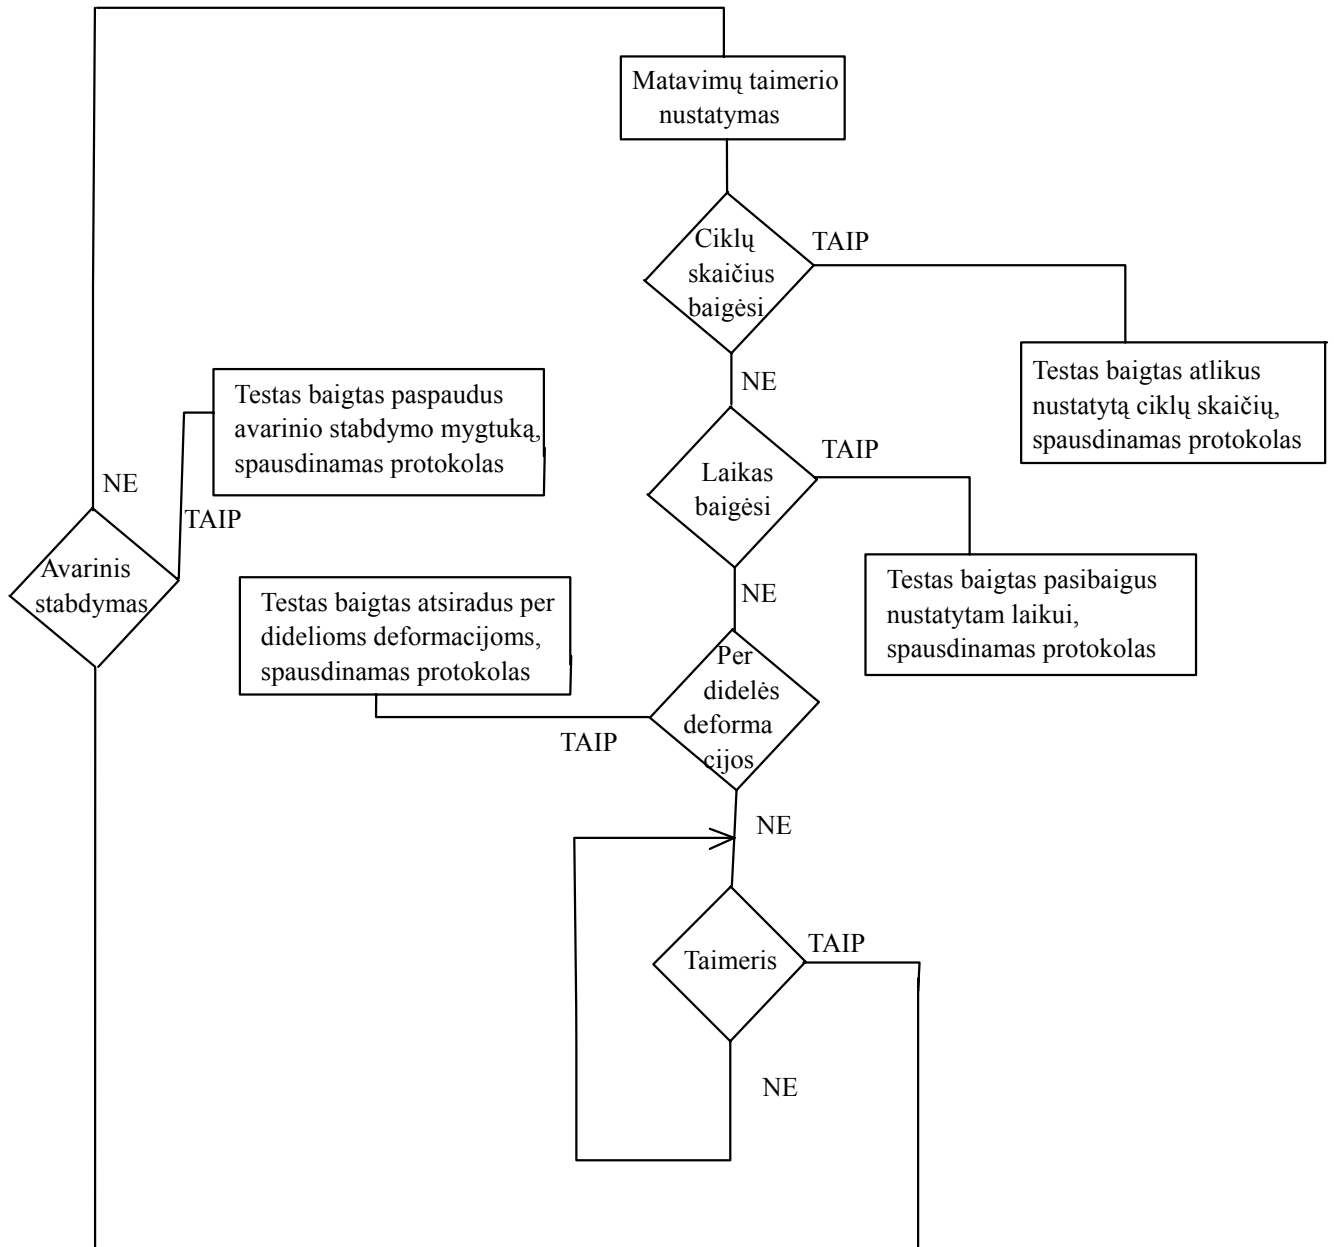 Matavimų taimerio
nustatymas
Ciklų
skaičius
baigėsi
TAIP
NE
Testas baigtas atlikus
nustatytą ciklų skaičių,
spausdinamas protokolas
Testas baigtas paspaudus
avarinio stabdymo mygtuką,
spausdinamas protokolas
Laikas
baigėsi
TAIP
NE
TAIP
Avarinis
stabdymas
NE
Testas baigtas pasibaigus
nustatytam laikui,
spausdinamas protokolas
Testas baigtas atsiradus per
didelioms deformacijoms,
spausdinamas protokolas
Per
didelės
deforma
cijos
TAIP
NE
Taimeris
TAIP
NE